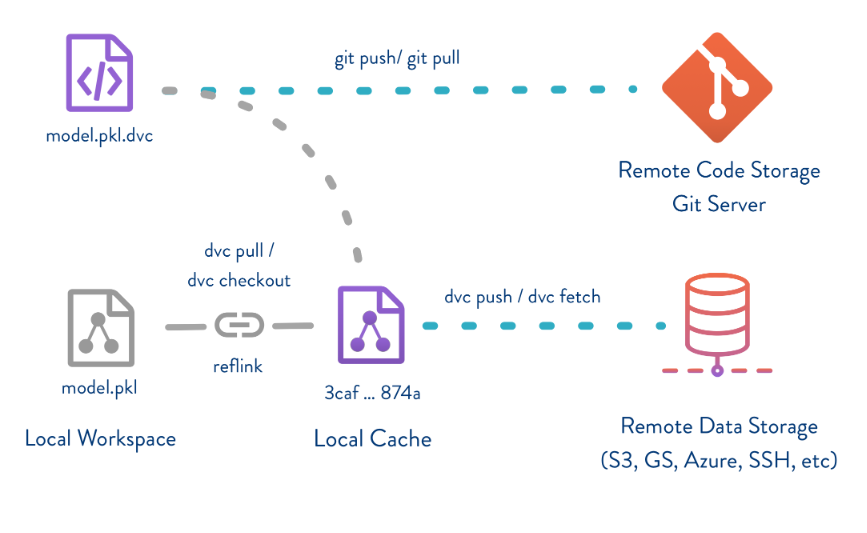 git push/ git pull
model.pkl.dvc
Remote Code Storage
Git Server
dvc pull /
dvc checkout
dvc push / dvc fetch
reflink
model.pkl
3caf ... 874a
Local Workspace
Local Cache
Remote Data Storage
(S3, GS, Azure, SSH, etc)